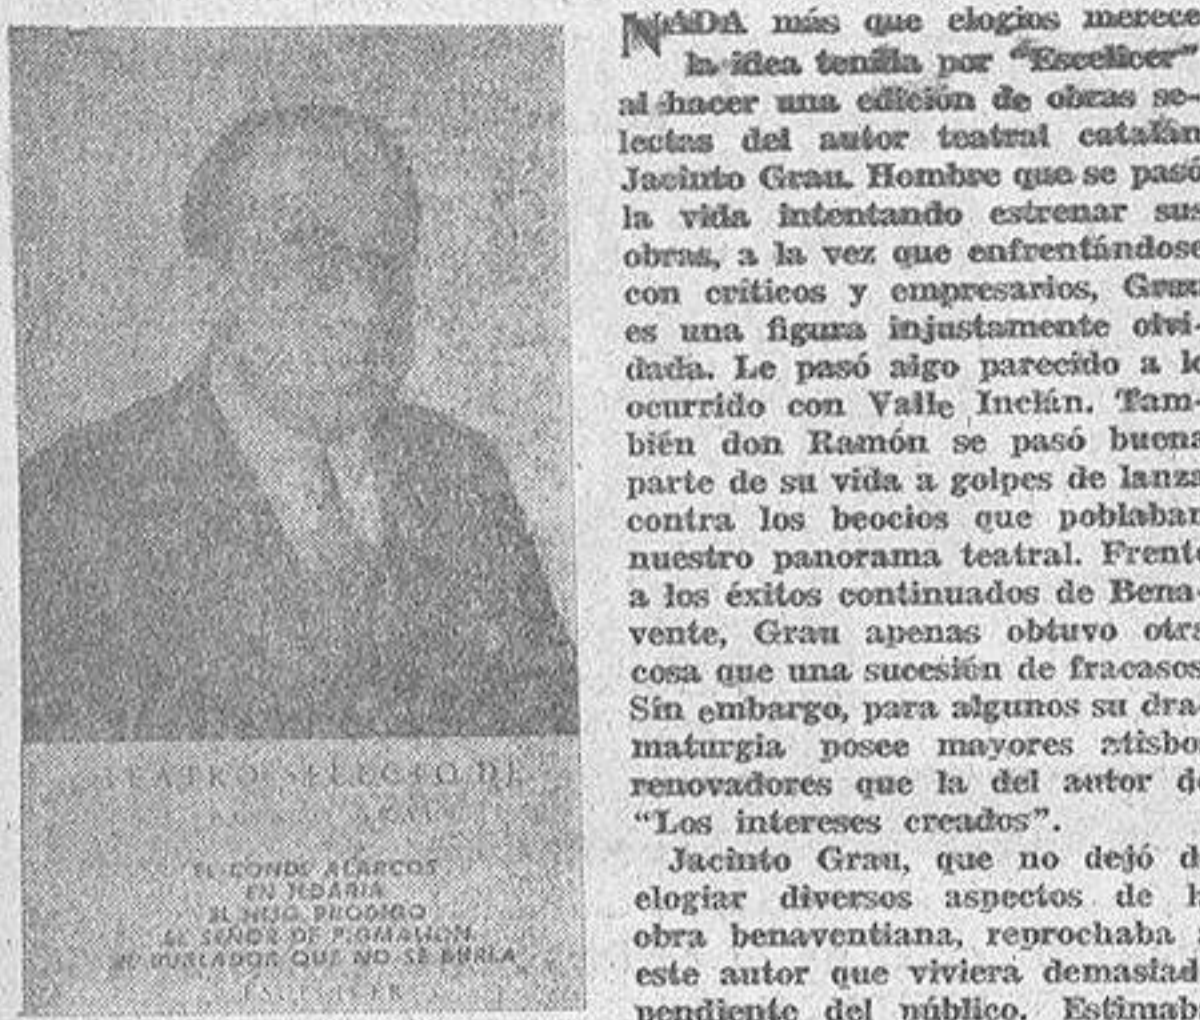 TEATRO SELECTO DE
EL CONDE ALARCOS
EN ILDARIA
EL HIJO PRODIGO
EL SEÑOR DE PIGMALION
EL BURLADOR QUE NO SE BURLA
ESCELICER
NADA más que elogios merece
la idea tenida por "Escelicer"
al hacer una edición de obras se-
lectas del autor teatral catalán
Jacinto Grau. Hombre que se pasó
la vida intentando estrenar sus
obras, a la vez que enfrentándose
con críticos y empresarios, Grau
es una figura injustamente olvi-
dada. Le pasó algo parecido a lo
ocurrido con Valle Inclán. Tam-
bién don Ramón se pasó buena
parte de su vida a golpes de lanza
contra los beocios que poblaban
nuestro panorama teatral. Frente
a los éxitos continuados de Bena-
vente, Grau apenas obtuvo otra
cosa que una sucesión de fracasos.
Sin embargo, para algunos su dra-
maturgia posee mayores atisbo
renovadores que la del autor d
"Los intereses creados".
Jacinto Grau, que no dejó d
elogiar diversos aspectos de l
obra benaventiana, reprochaba a
este autor que viviera demasiad
pendiente del público. Estimab